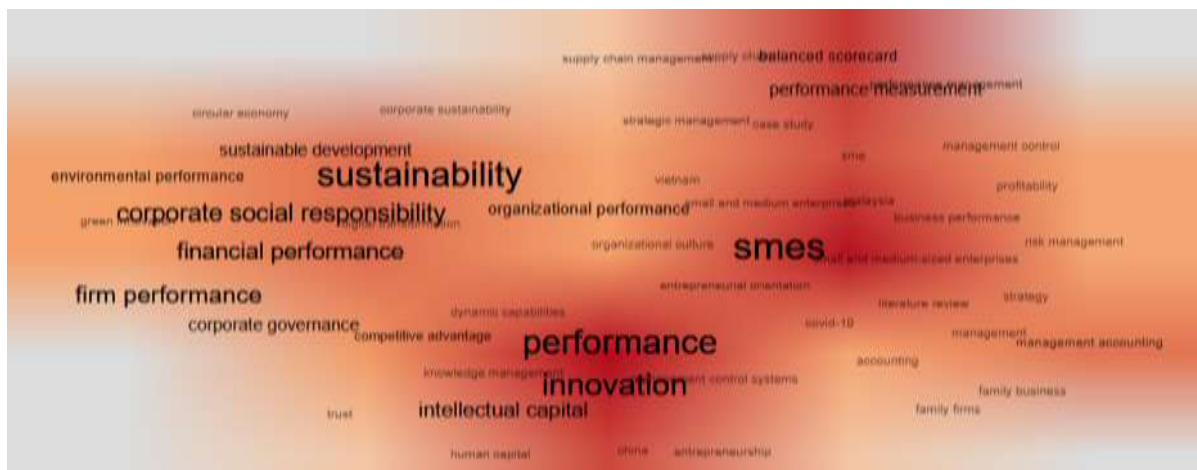 supply chain management supply balanced scorecard
performance measurement management
circular economy corporate sustainability
strategic management case study
sustainable development sme management control
environmental performance sustainability vietnam profitability
corporate social responsibility organizational performance small and medium enterprises malaysia
green business performance
financial performance organizational culture smes risk management
small and medium-sized enterprises
firm performance entrepreneurial orientation literature review strategy
corporate governance competitive advantage dynamic capabilities covid-19
performance management management accounting
accounting
knowledge management innovation control systems
family business
trust intellectual capital family firms
human capital china entrepreneurship